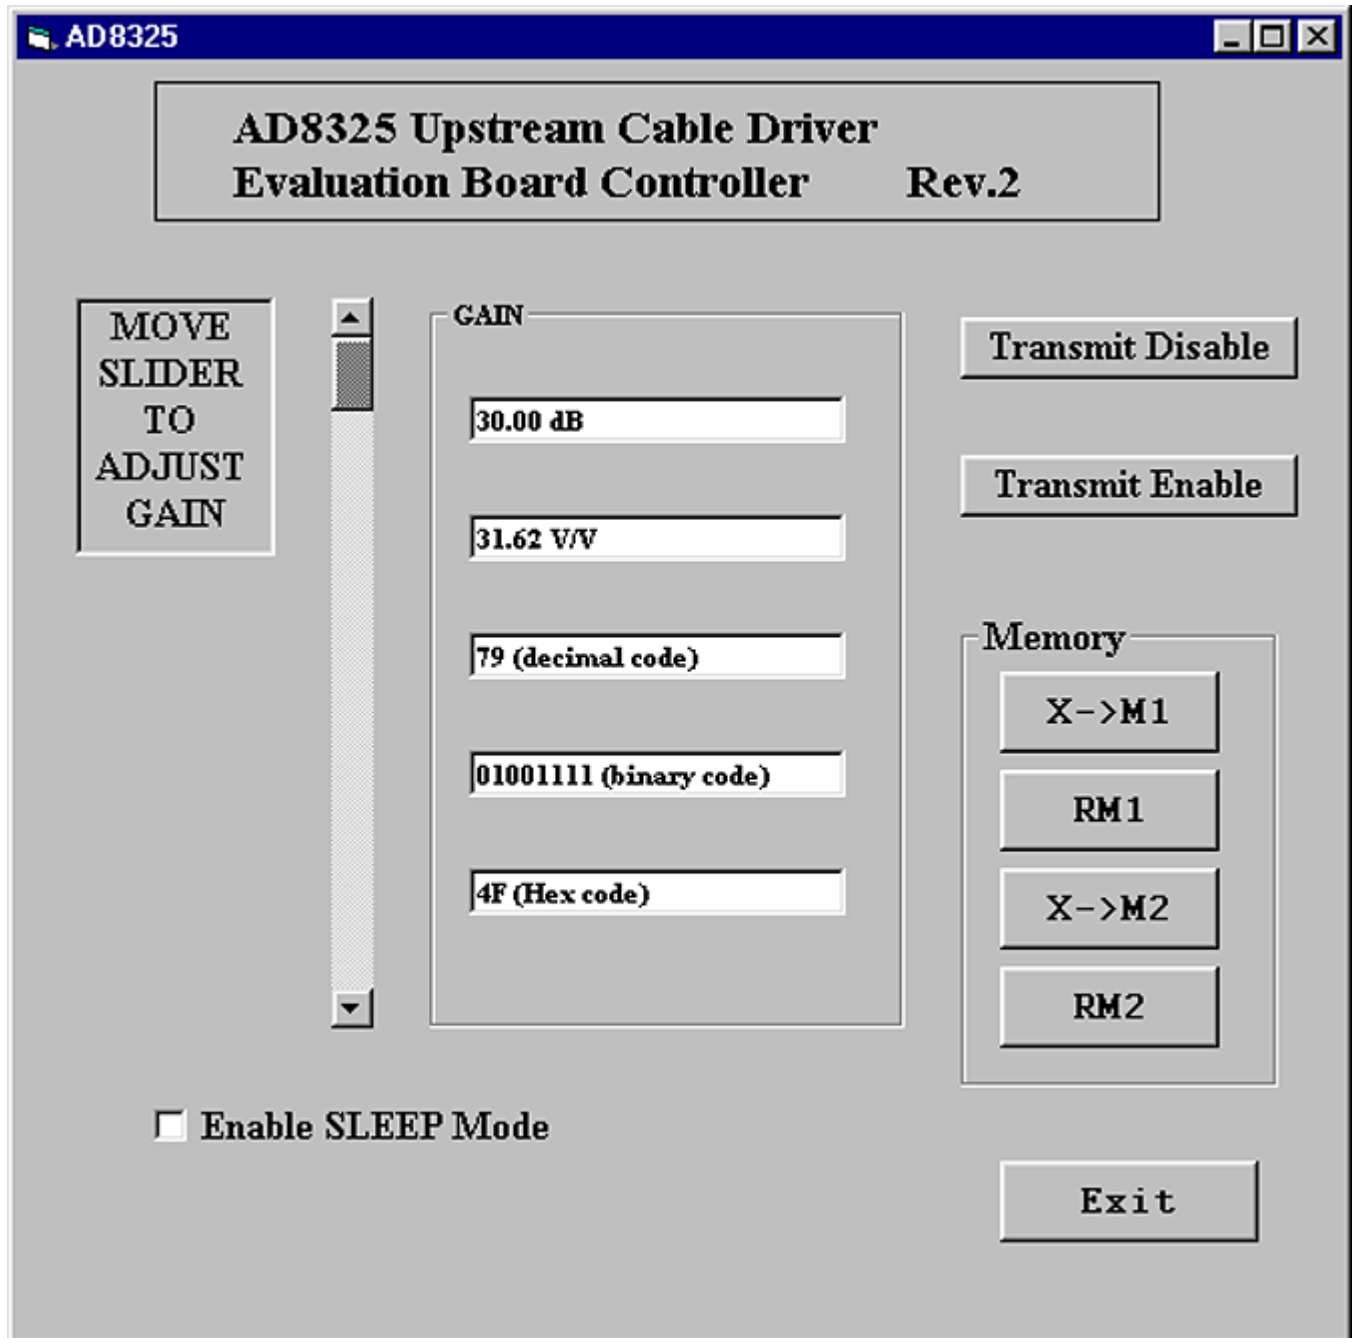 AD8325
AD8325 Upstream Cable Driver
Evaluation Board Controller Rev.2
MOVE
SLIDER
TO
ADJUST
GAIN
GAIN
30.00 dB
31.62 V/V
79 (decimal code)
01001111 (binary code)
4F (Hex code)
Transmit Disable
Transmit Enable
Memory
X->M1
RM1
X->M2
RM2
Enable SLEEP Mode
Exit